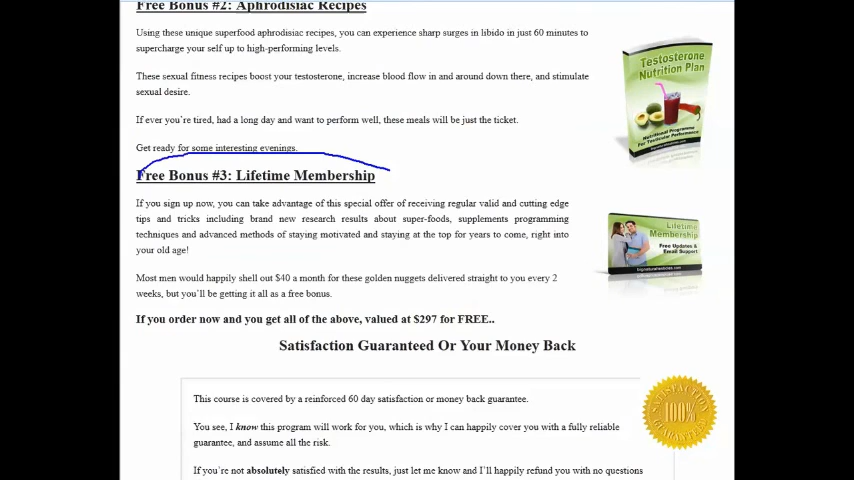 Free Bonus #2: Aphrodisiac Recipes
Using these unique superfood aphrodisiac recipes, you can experience sharp surges in libido in just 60 minutes to
supercharge your self up to high-performing levels.
These sexual fitness recipes boost your testosterone, increase blood flow in and around down there, and stimulate
sexual desire.
If ever you’re tired, had a long day and want to perform well, these meals will be just the ticket.
Get ready for some interesting evenings.
Testosterone
Nutrition Plan
Nutritional Programme
For Testicular Performance
Free Bonus #3: Lifetime Membership
If you sign up now, you can take advantage of this special offer of receiving regular valid and cutting edge
tips and tricks including brand new research results about super-foods, supplements programming
techniques and advanced methods of staying motivated and staying at the top for years to come, right into
your old age!
Lifetime
Membership
Free Updates &
Email Support
Most men would happily shell out $40 a month for these golden nuggets delivered straight to you every 2
weeks, but you’ll be getting it all as a free bonus.
If you order now and you get all of the above, valued at $297 for FREE..
Satisfaction Guaranteed Or Your Money Back
This course is covered by a reinforced 60 day satisfaction or money back guarantee.
You see, I know this program will work for you, which is why I can happily cover you with a fully reliable
guarantee, and assume all the risk.
If you’re not absolutely satisfied with the results, just let me know and I’ll happily refund you with no questions
SATISFACTION
100%